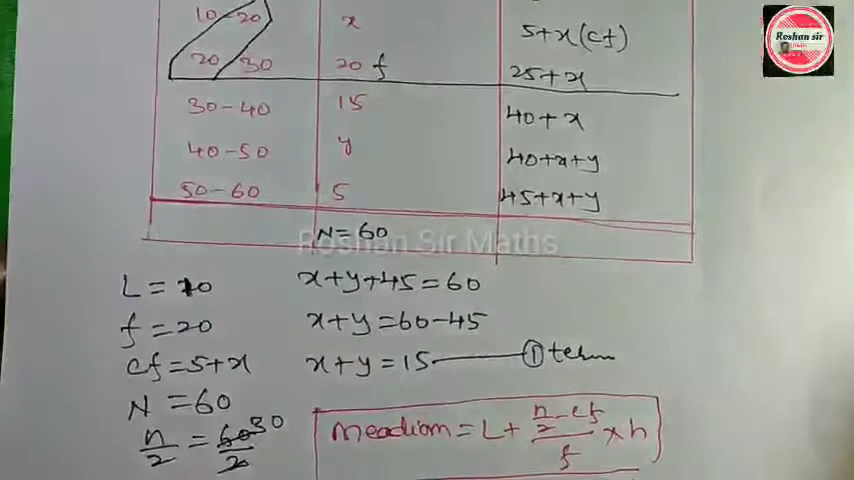 Reshan sir
10-20 x 5+x(cf)
20 30 20 f 25+x
30-40 15 40+x
40-50 y 40+x+y
50-60 5 45+x+y
N=60
Roshan Sir Maths
L = 10 x+y+45=60
f=20 x+y=60-45
cf=5+x x+y=15 ① term
N =60
n/2 = 60/2 30
Meadiam = L+ n/2-cf/f ×h